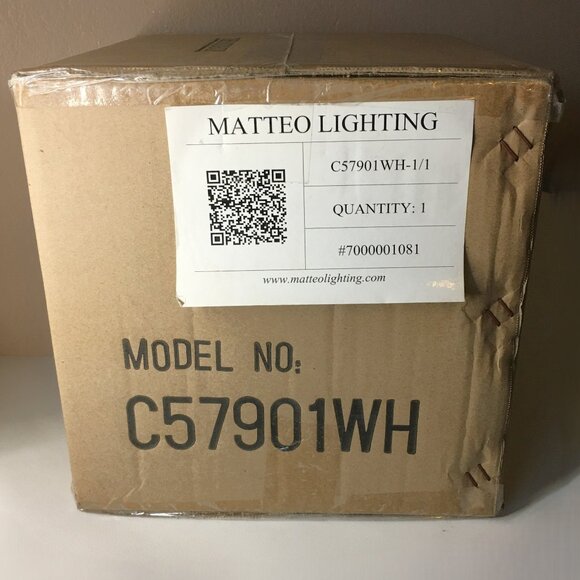 MATTEO LIGHTING
C57901WH-1/1
QUANTITY: 1
#7000001081
www.matteolighting.com
MODEL NO:
C57901WH